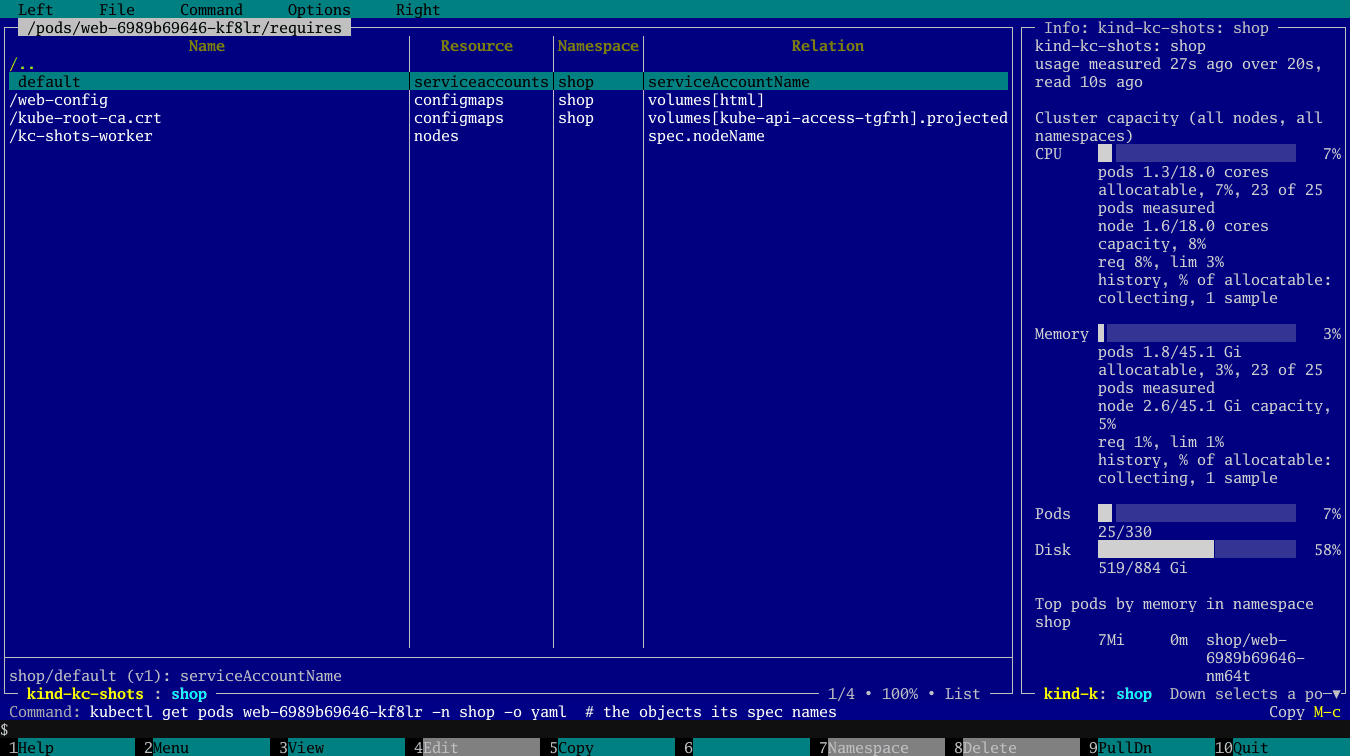 Left File Command Options Right
/pods/web-6989b69646-kf8lr/requires
Name Resource Namespace Relation
/..
default serviceaccounts shop serviceAccountName
/web-config configmaps shop volumes[html]
/kube-root-ca.crt configmaps shop volumes[kube-api-access-tgfrh].projected
/kc-shots-worker nodes spec.nodeName
shop/default (v1): serviceAccountName
kind-kc-shots : shop 1/4 • 100% • List
Info: kind-kc-shots: shop
kind-kc-shots: shop
usage measured 27s ago over 20s,
read 10s ago
Cluster capacity (all nodes, all
namespaces)
CPU 7%
pods 1.3/18.0 cores
allocatable, 7%, 23 of 25
pods measured
node 1.6/18.0 cores
capacity, 8%
req 8%, lim 3%
history, % of allocatable:
collecting, 1 sample
Memory 3%
pods 1.8/45.1 Gi
allocatable, 3%, 23 of 25
pods measured
node 2.6/45.1 Gi capacity,
5%
req 1%, lim 1%
history, % of allocatable:
collecting, 1 sample
Pods 7%
25/330
Disk 58%
519/884 Gi
Top pods by memory in namespace
shop
7Mi 0m shop/web-
6989b69646-
nm64t
kind-k: shop Down selects a po
Command: kubectl get pods web-6989b69646-kf8lr -n shop -o yaml # the objects its spec names Copy M-c
$
1Help 2Menu 3View 4Edit 5Copy 6 7Namespace 8Delete 9PullDn 10Quit